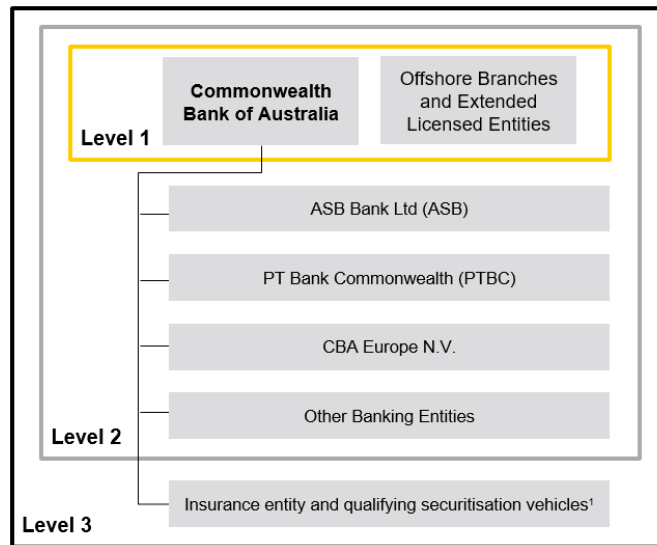 Commonwealth
Bank of Australia
Offshore Branches
and Extended
Licensed Entities
Level 1
ASB Bank Ltd (ASB)
PT Bank Commonwealth (PTBC)
CBA Europe N.V.
Other Banking Entities
Level 2
Insurance entity and qualifying securitisation vehicles¹
Level 3